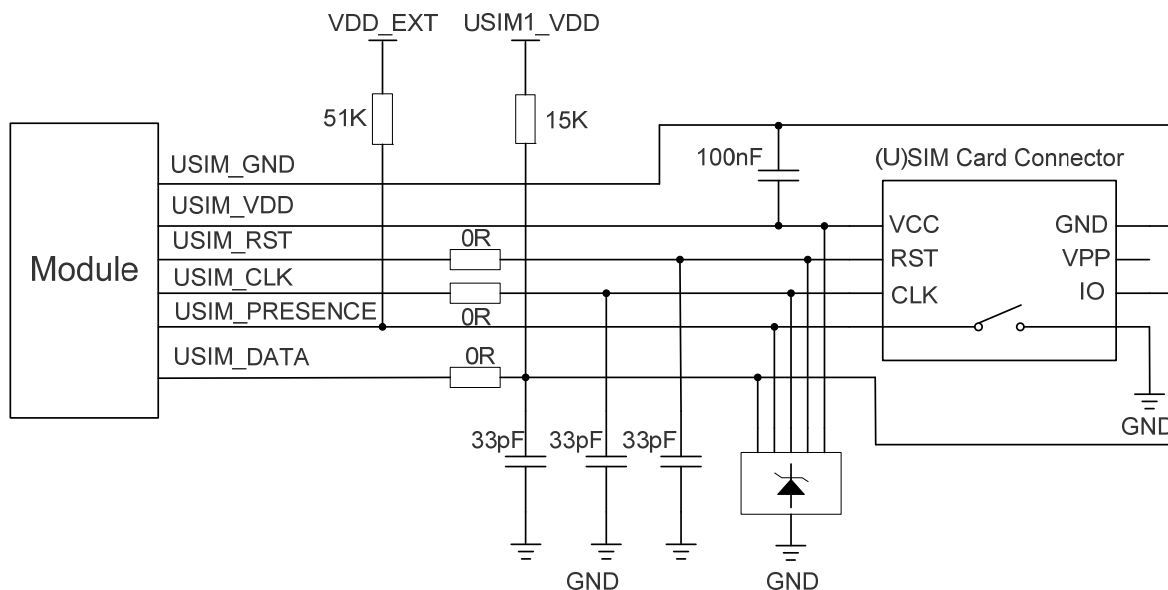 VDD_EXT
USIM1_VDD
51K
15K
100nF
(U)SIM Card Connector
Module
USIM_GND
USIM_VDD
USIM_RST
USIM_CLK
USIM_PRESENCE
USIM_DATA
0R
0R
0R
VCC
RST
CLK
GND
VPP
IO
GND
33pF
33pF
33pF
GND
GND